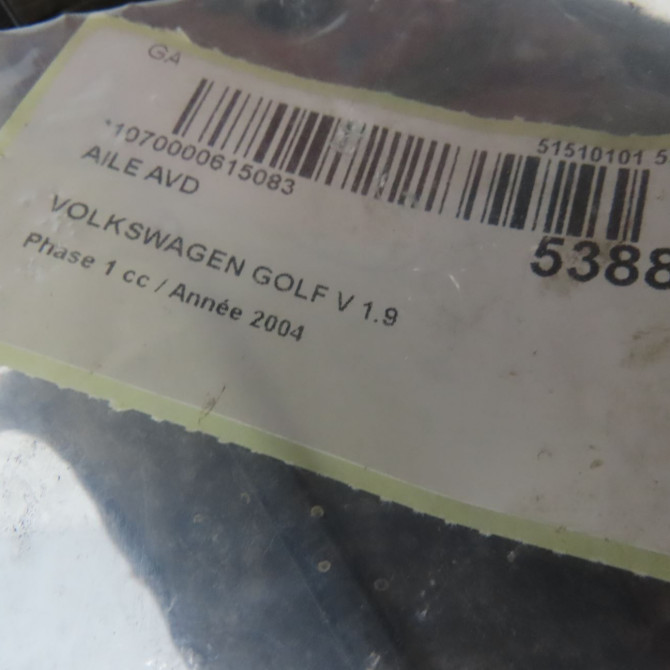 GA
*1070000615083
51510101 5
AILE AVD
5388
VOLKSWAGEN GOLF V 1.9
Phase 1 cc / Année 2004